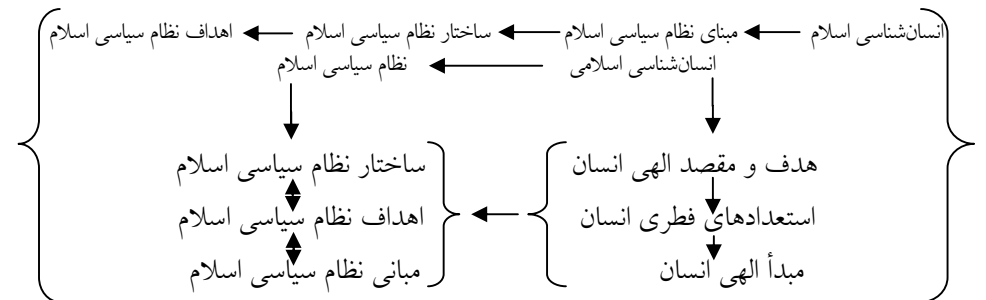 انسان‌شناسی اسلام مبنای نظام سیاسی اسلام ساختار نظام سیاسی اسلام اهداف نظام سیاسی اسلام
انسان‌شناسی اسلامی نظام سیاسی اسلام
هدف و مقصد الهی انسان ساختار نظام سیاسی اسلام
استعدادهای فطری انسان اهداف نظام سیاسی اسلام
مبدأ الهی انسان مبانی نظام سیاسی اسلام